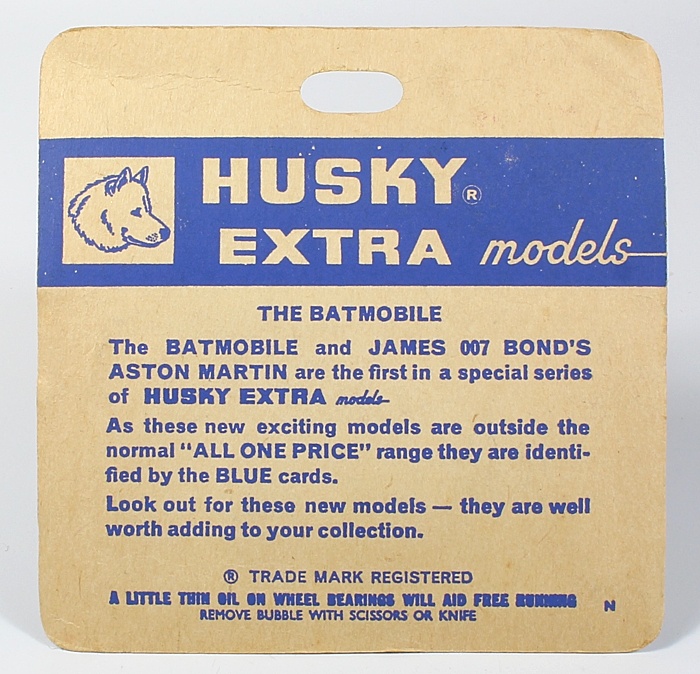 HUSKY®
EXTRA models
THE BATMOBILE
The BATMOBILE and JAMES 007 BOND'S
ASTON MARTIN are the first in a special series
of HUSKY EXTRA models
As these new exciting models are outside the
normal "ALL ONE PRICE" range they are identi-
fied by the BLUE cards.
Look out for these new models — they are well
worth adding to your collection.
® TRADE MARK REGISTERED
A LITTLE THIN OIL ON WHEEL BEARINGS WILL AID FREE RUNNING
N
REMOVE BUBBLE WITH SCISSORS OR KNIFE